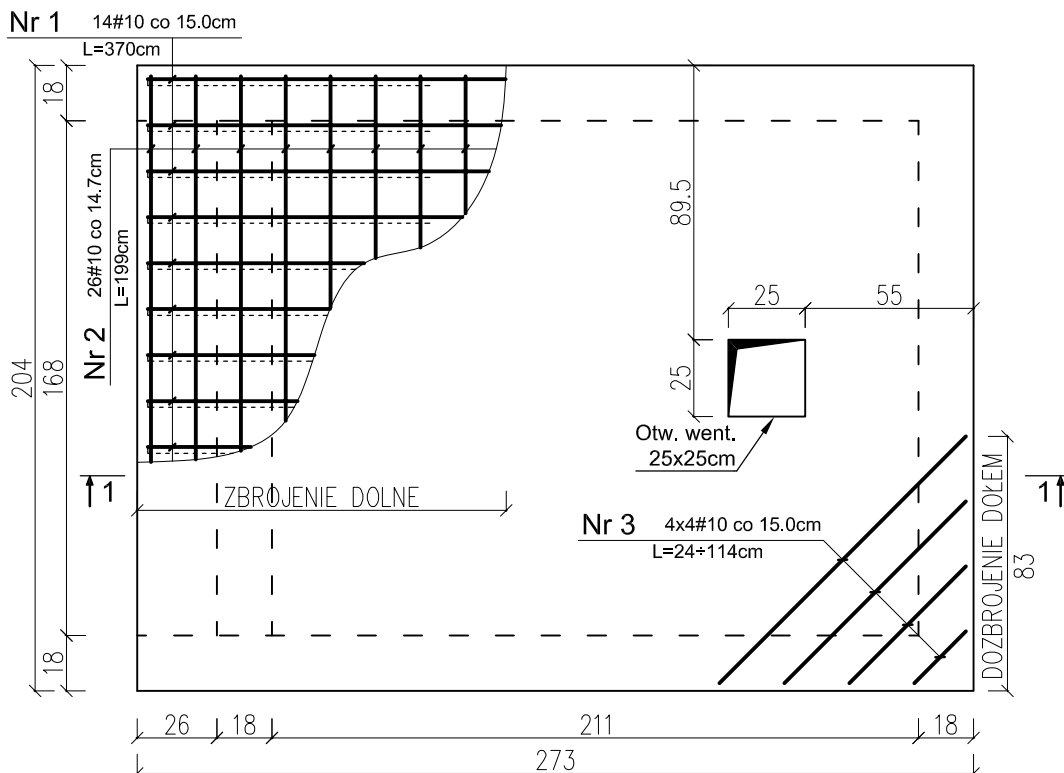 Nr 1 14#10 co 15.0cm
L=370cm
18
204
168
18
Nr 2 26#10 co 14.7cm
L=199cm
89.5
25 55
25
Otw. went.
25x25cm
1 1
ZBROJENIE DOLNE
Nr 3 4x4#10 co 15.0cm
L=24÷114cm
DOZBROJENIE DOŁEM
83
26 18 211 18
273